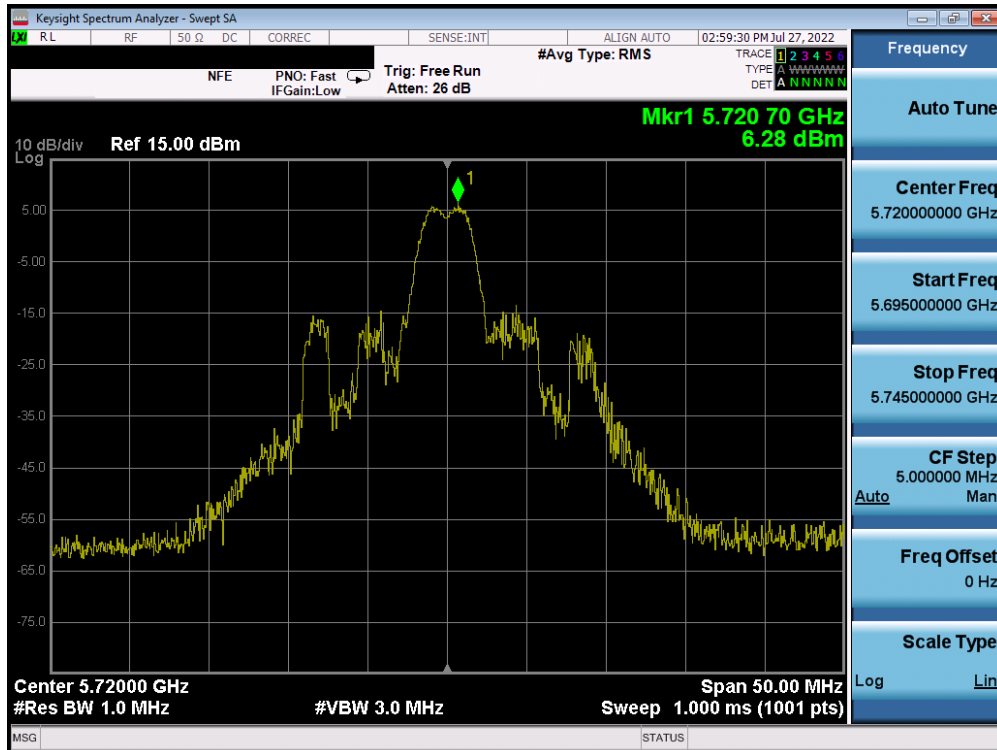 Keysight Spectrum Analyzer - Swept SA
LXI RL RF 50 Ω DC CORREC SENSE:INT ALIGN AUTO 02:59:30 PM Jul 27, 2022
Frequency
NFE
PNO: Fast
IFGain:Low
Trig: Free Run
Atten: 26 dB
#Avg Type: RMS
TRACE 1 2 3 4 5 6
TYPE A WWWWW
DET A N N N N N
Auto Tune
Mkr1 5.720 70 GHz
6.28 dBm
10 dB/div
Log
Ref 15.00 dBm
1
5.00
-5.00
-15.0
-25.0
-35.0
-45.0
-55.0
-65.0
-75.0
Center Freq
5.720000000 GHz
Start Freq
5.695000000 GHz
Stop Freq
5.745000000 GHz
CF Step
5.000000 MHz
Auto Man
Freq Offset
0 Hz
Scale Type
Log Lin
Center 5.72000 GHz Span 50.00 MHz
#Res BW 1.0 MHz #VBW 3.0 MHz Sweep 1.000 ms (1001 pts)
MSG STATUS